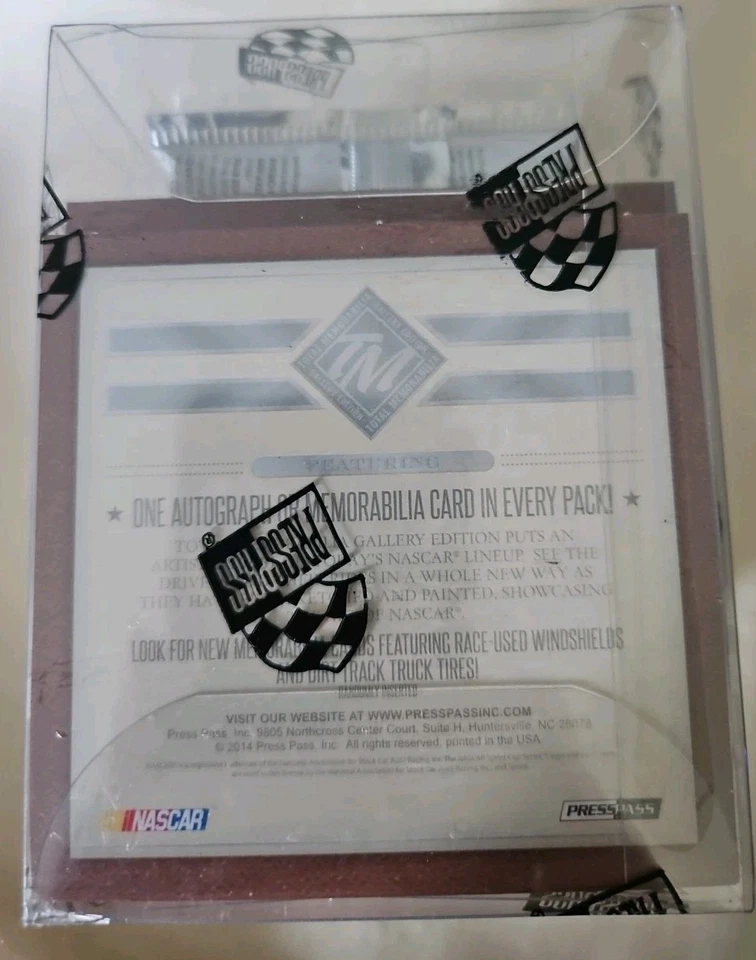 PRESS PASS
PRESS PASS
TM
TOTAL MEMORABILIA
FEATURING
★ ONE AUTOGRAPH OR MEMORABILIA CARD IN EVERY PACK! ★
GALLERY EDITION PUTS AN
NASCAR® LINEUP. SEE THE
IN A WHOLE NEW WAY AS
THEY AND PAINTED, SHOWCASING
OF NASCAR®.
LOOK FOR NEW MEMORABILIA CARDS FEATURING RACE-USED WINDSHIELDS
AND DIRT TRACK TRUCK TIRES!
RANDOMLY INSERTED
VISIT OUR WEBSITE AT WWW.PRESSPASSINC.COM
Press Pass, Inc. 9805 Northcross Center Court, Suite H, Huntersville, NC 28078
© 2014 Press Pass, Inc. All rights reserved, printed in the USA
NASCAR
PRESS PASS